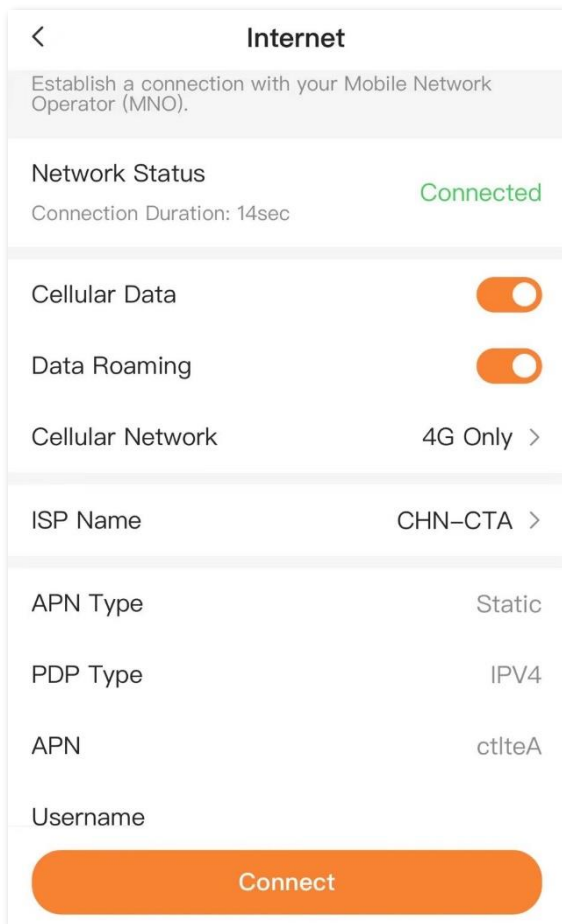 Internet
Establish a connection with your Mobile Network
Operator (MNO).
Network Status
Connected
Connection Duration: 14sec
Cellular Data
Data Roaming
Cellular Network
4G Only >
ISP Name
CHN-CTA >
APN Type
Static
PDP Type
IPV4
APN
ctlteA
Username
Connect